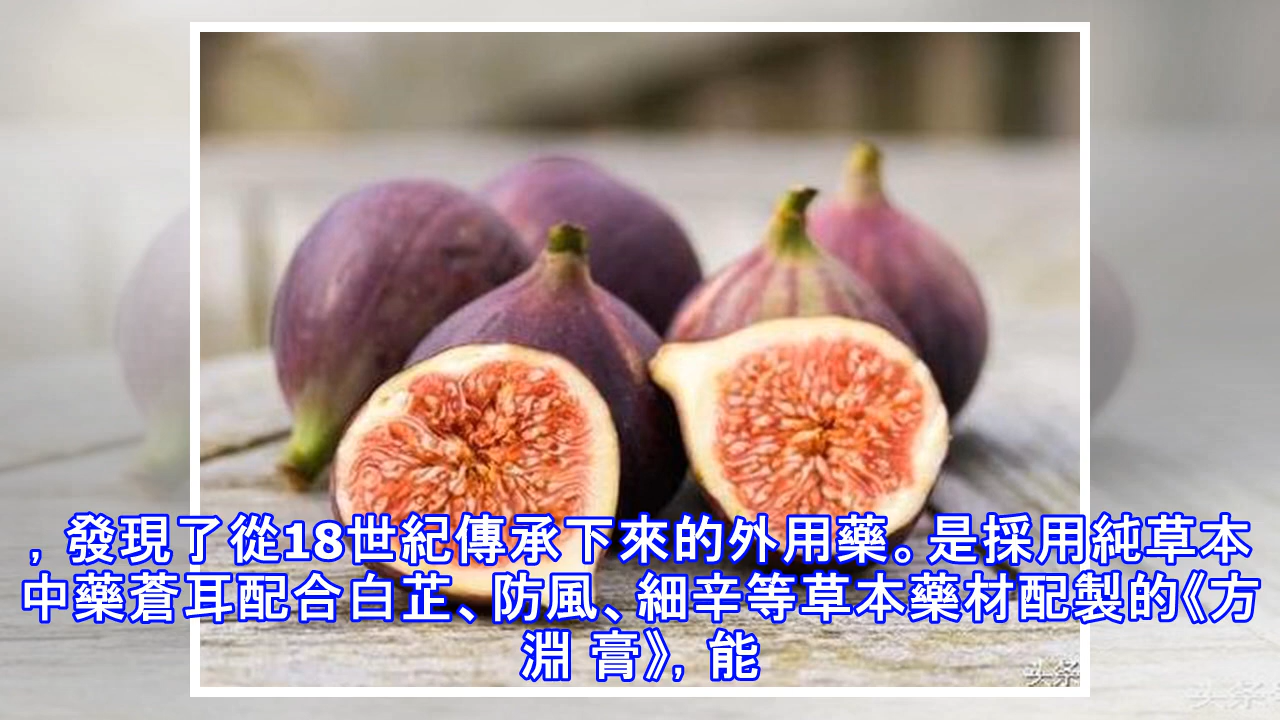 ，發現了從18世紀傳承下來的外用藥。是採用純草本
中藥蒼耳配合白芷、防風、細辛等草本藥材配製的《方
淵 膏》，能
头条